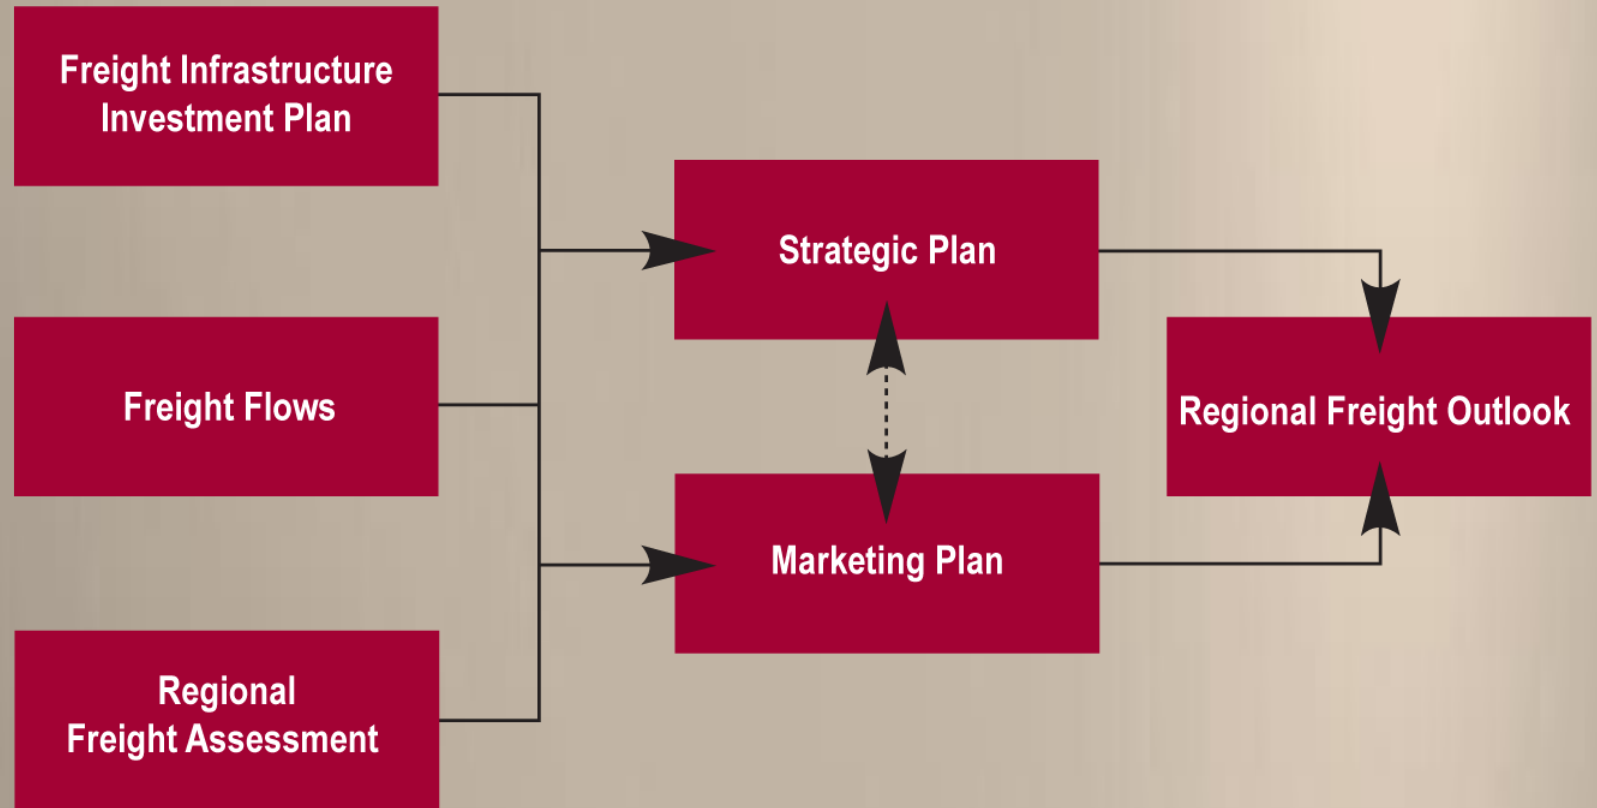 Freight Infrastructure
Investment Plan
Freight Flows
Regional
Freight Assessment
Strategic Plan
Marketing Plan
Regional Freight Outlook